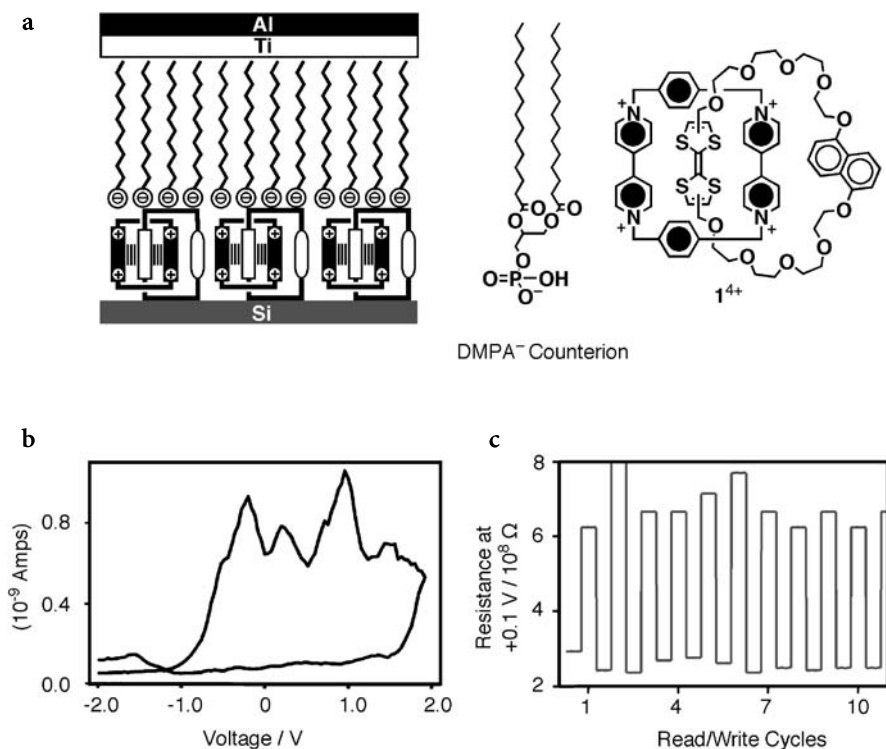 a
Al
Ti
⊖ ⊖ ⊖ ⊖ ⊖ ⊖ ⊖ ⊖ ⊖ ⊖ ⊖ ⊖
⊕ ⊕ ⊕ ⊕ ⊕ ⊕
⊕ ⊕ ⊕ ⊕ ⊕ ⊕
Si
O O O O
O
O=P—OH
O−
DMPA− Counterion
O O O O
+ N N +
S S
S S
+ N N +
O O O O
O O
1⁴⁺
b
(10⁻⁹ Amps)
0.8
0.4
0.0
-2.0 -1.0 0 1.0 2.0
Voltage / V
c
Resistance at
+0.1 V / 10⁸ Ω
8
6
4
2
1 4 7 10
Read/Write Cycles